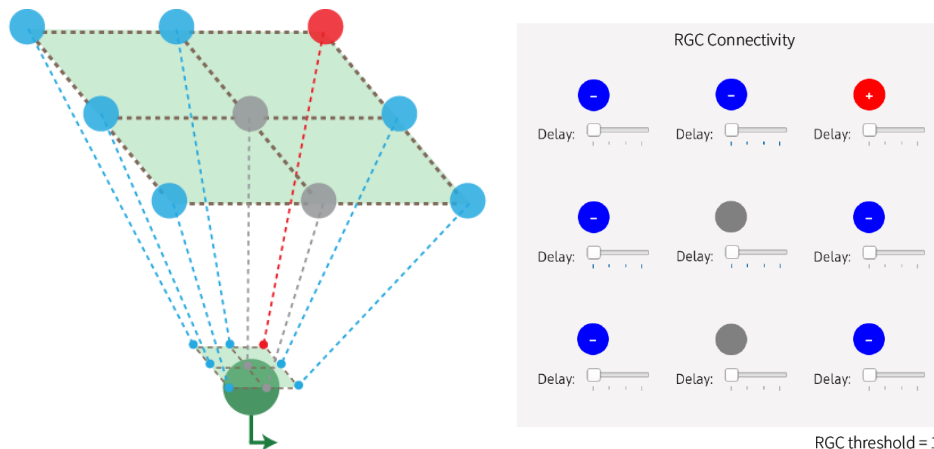 RGC Connectivity
- - +
Delay: Delay: Delay:
- -
Delay: Delay: Delay:
- -
Delay: Delay: Delay:
RGC threshold =